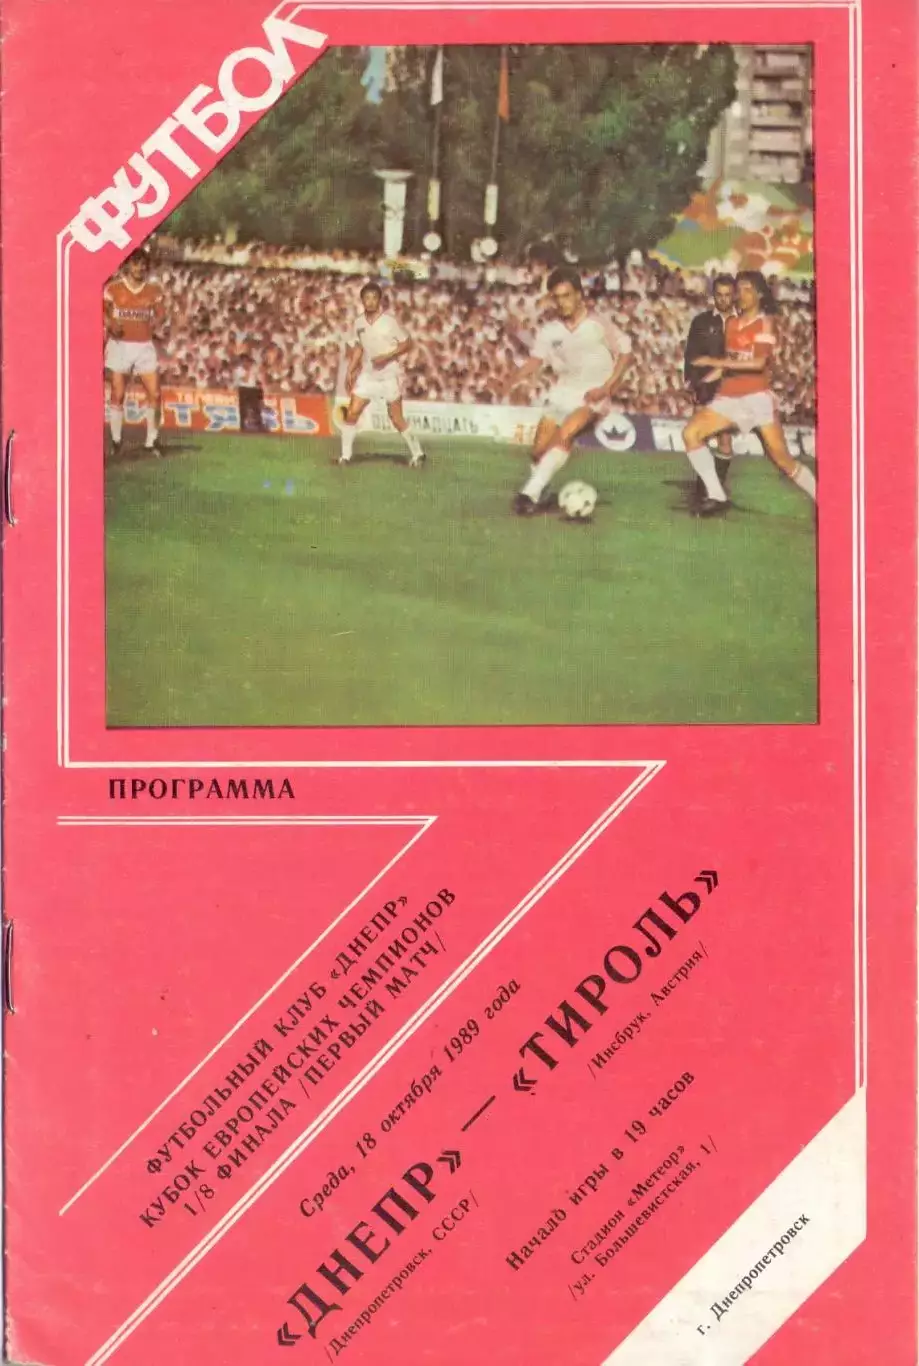 ФУТБОЛ
ОДИННАДЦАТЬ
ПРОГРАММА
ФУТБОЛЬНЫЙ КЛУБ «ДНЕПР»
КУБОК ЕВРОПЕЙСКИХ ЧЕМПИОНОВ
1/8 ФИНАЛА /ПЕРВЫЙ МАТЧ/
Среда, 18 октября 1989 года
«ДНЕПР» — «ТИРОЛЬ»
/Днепропетровск, СССР/
/Инсбрук, Австрия/
Начало игры в 19 часов
Стадион «Метеор»
/ул. Большевистская, 1/
г. Днепропетровск